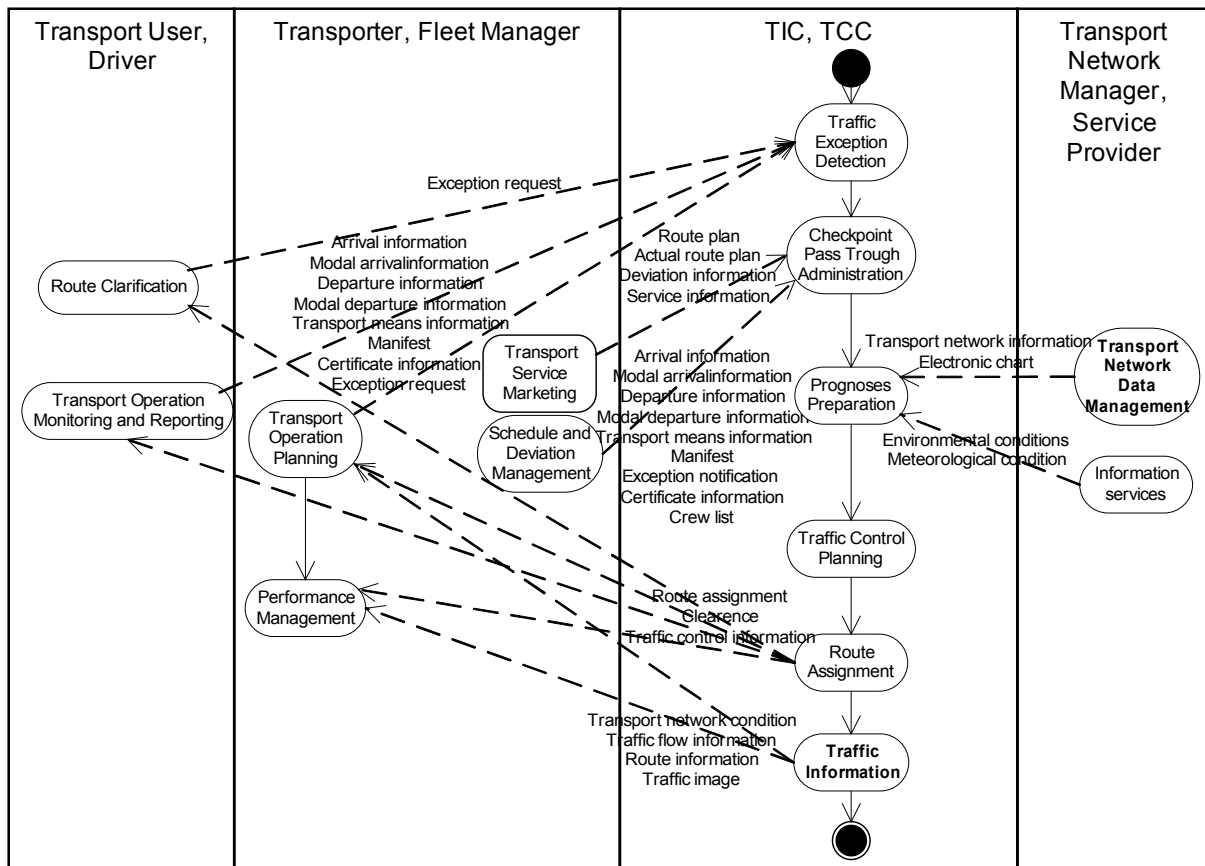 Transport User,
Driver
Transporter, Fleet Manager
TIC, TCC
Transport
Network
Manager,
Service
Provider
Traffic
Exception
Detection
Exception request
Arrival information
Modal arrivalinformation
Departure information
Modal departure information
Transport means information
Manifest
Certificate information
Exception request
Route plan
Actual route plan
Deviation information
Service information
Checkpoint
Pass Trough
Administration
Route Clarification
Transport
Service
Marketing
Arrival information
Modal arrivalinformation
Departure information
Modal departure information
Transport means information
Manifest
Exception notification
Certificate information
Crew list
Transport network information
Electronic chart
Transport
Network
Data
Management
Prognoses
Preparation
Transport Operation
Monitoring and Reporting
Transport
Operation
Planning
Schedule and
Deviation
Management
Environmental conditions
Meteorological condition
Information
services
Traffic Control
Planning
Performance
Management
Route assignment
Clearence
Traffic control information
Route
Assignment
Transport network condition
Traffic flow information
Route information
Traffic image
Traffic
Information